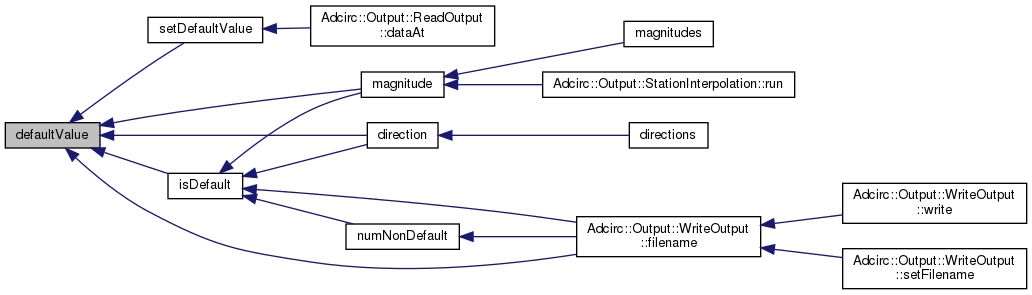 setDefaultValue
Adcirc::Output::ReadOutput
::dataAt
magnitudes
magnitude
Adcirc::Output::StationInterpolation::run
defaultValue
direction
directions
isDefault
numNonDefault
Adcirc::Output::WriteOutput
::filename
Adcirc::Output::WriteOutput
::write
Adcirc::Output::WriteOutput
::setFilename